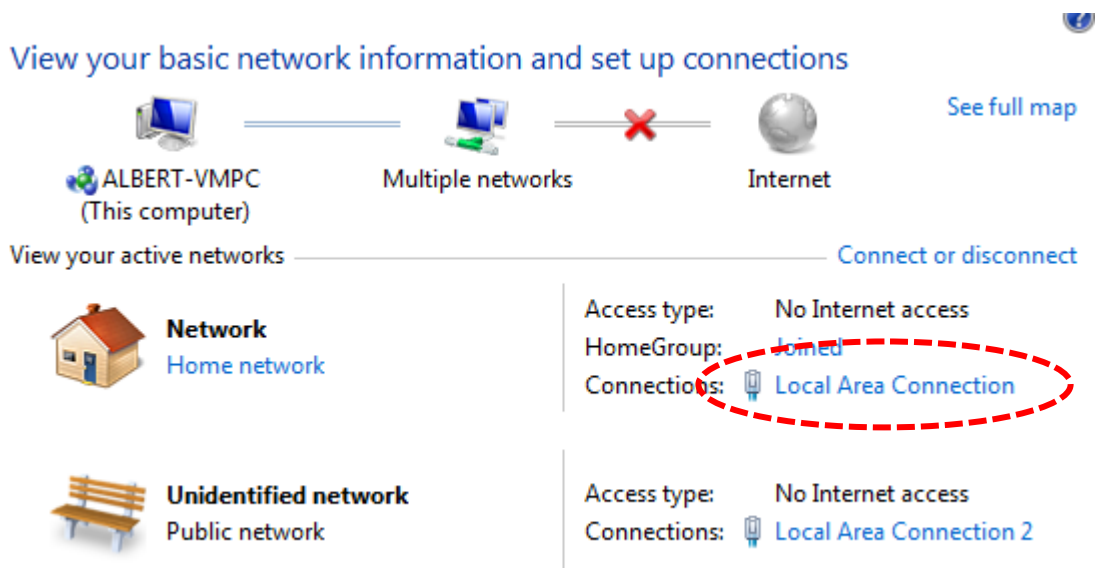 ?
View your basic network information and set up connections
See full map
ALBERT-VMPC
(This computer)
Multiple networks
Internet
View your active networks
Connect or disconnect
Network
Home network
Access type: No Internet access
HomeGroup: Joined
Connections: Local Area Connection
Unidentified network
Public network
Access type: No Internet access
Connections: Local Area Connection 2